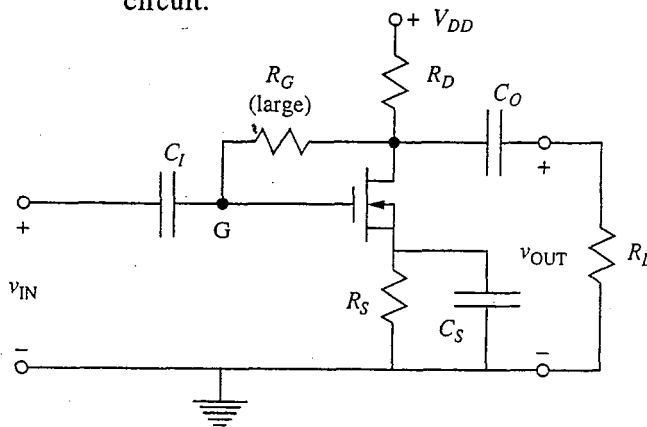 circuit.
+ V_DD
R_G
(large)
R_D
C_O
C_I
+
G
+
v_IN
v_OUT
R_L
R_S
C_S
–
–